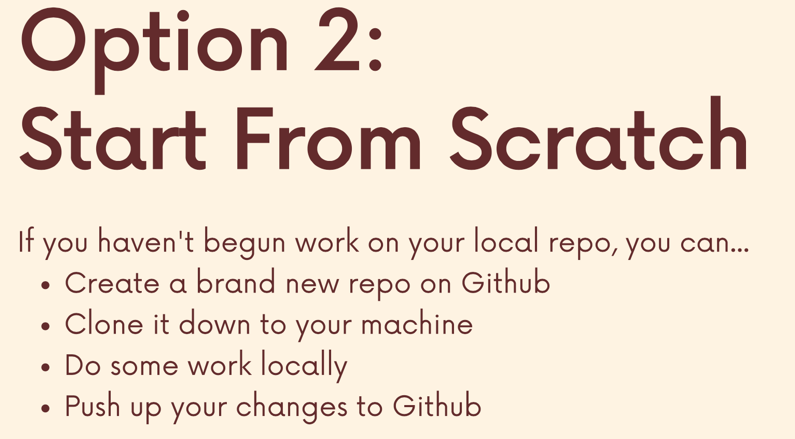 Option 2:
Start From Scratch
If you haven't begun work on your local repo, you can...
• Create a brand new repo on Github
• Clone it down to your machine
• Do some work locally
• Push up your changes to Github